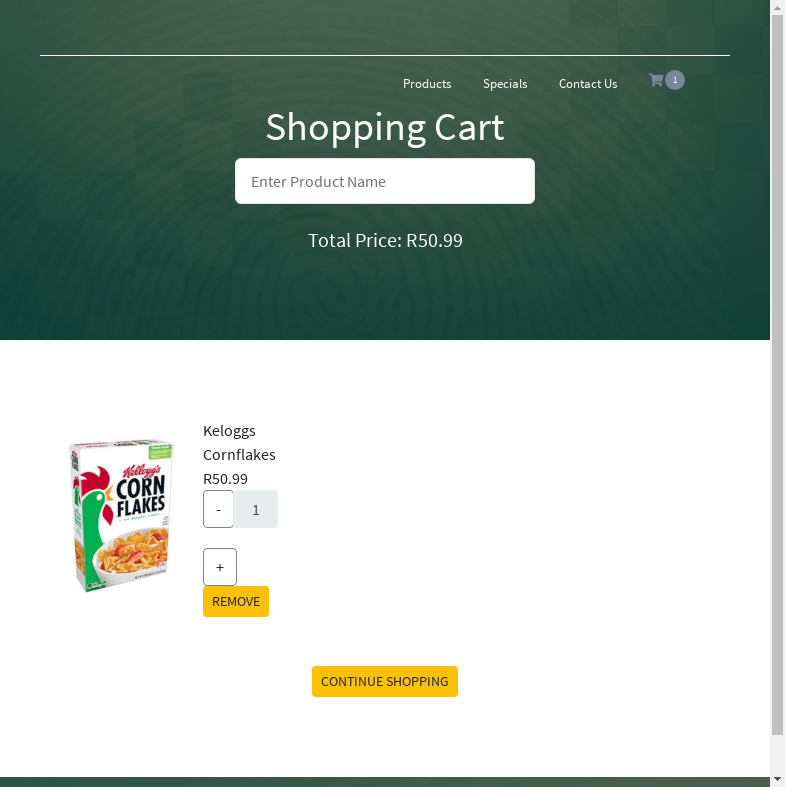 Products Specials Contact Us 1
Shopping Cart
Enter Product Name
Total Price: R50.99
Kellogg's
CORN
FLAKES
Keloggs
Cornflakes
R50.99
- 1
+
REMOVE
CONTINUE SHOPPING